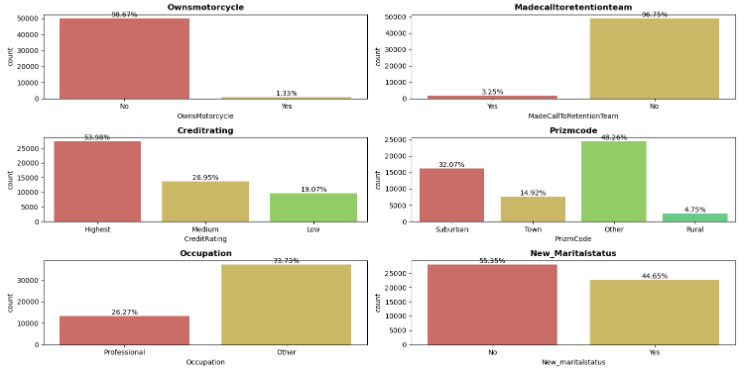 Ownsmotorcycle
98.67%
1.33%
50000
40000
30000
20000
10000
0
count
No
Yes
OwnsMotorcycle
Madecalltoretentionteam
96.75%
3.25%
50000
40000
30000
20000
10000
0
count
Yes
No
MadeCallToRetentionTeam
Creditrating
53.98%
26.95%
19.07%
25000
20000
15000
10000
5000
0
count
Highest
Medium
Low
CreditRating
Prizmcode
48.26%
32.07%
14.92%
4.75%
25000
20000
15000
10000
5000
0
count
Suburban
Town
Other
Rural
PrizmCode
Occupation
73.73%
26.27%
30000
20000
10000
0
count
Professional
Other
Occupation
New_Maritalstatus
55.35%
44.65%
25000
20000
15000
10000
5000
0
count
No
Yes
New_maritalstatus